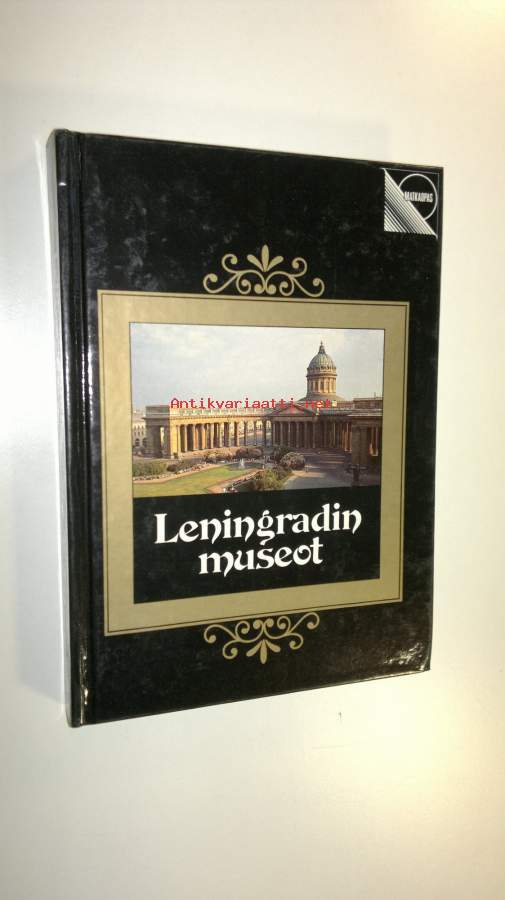 MATKAOPAS
Antikvariaatti.net
Leningradin
museot